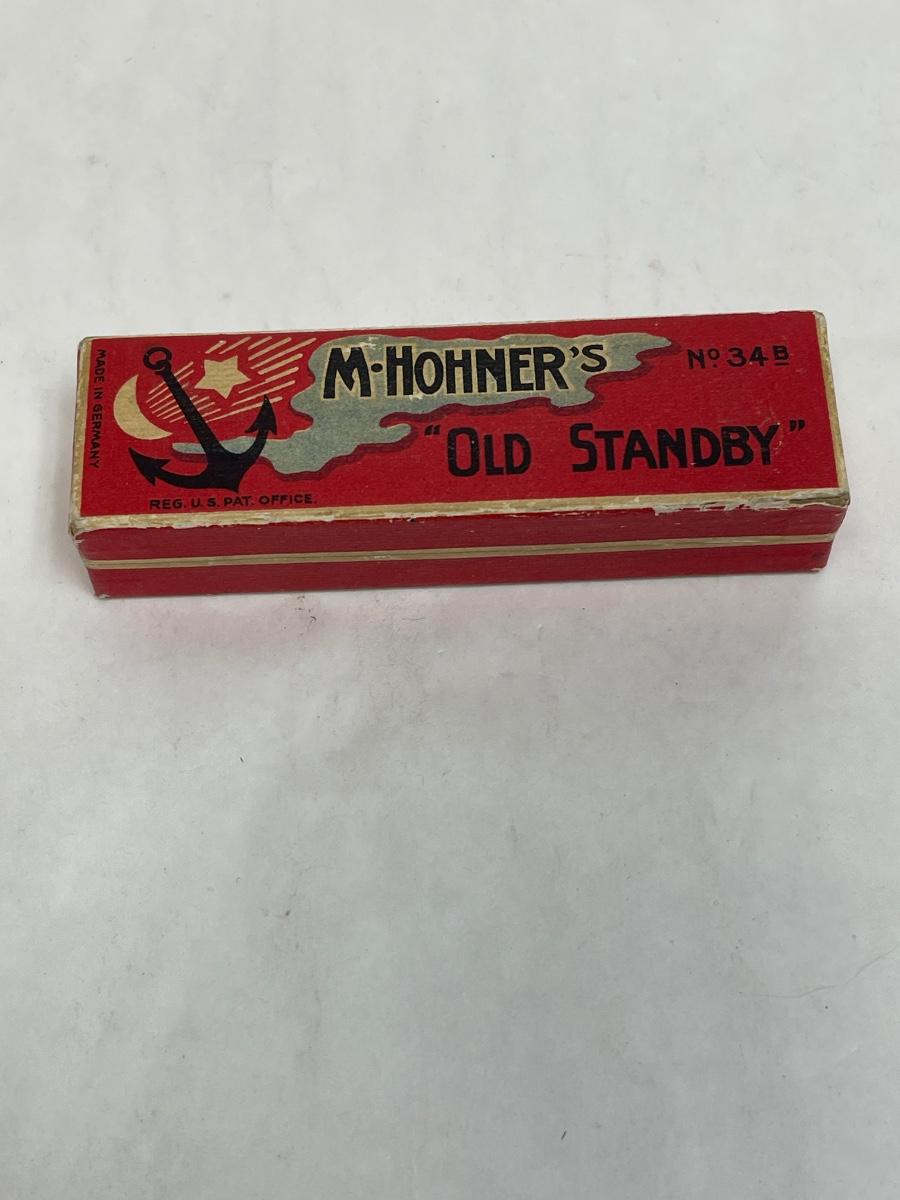 MADE IN GERMANY
M·HOHNER'S
Nº 34B
"OLD STANDBY"
REG. U.S. PAT. OFFICE.